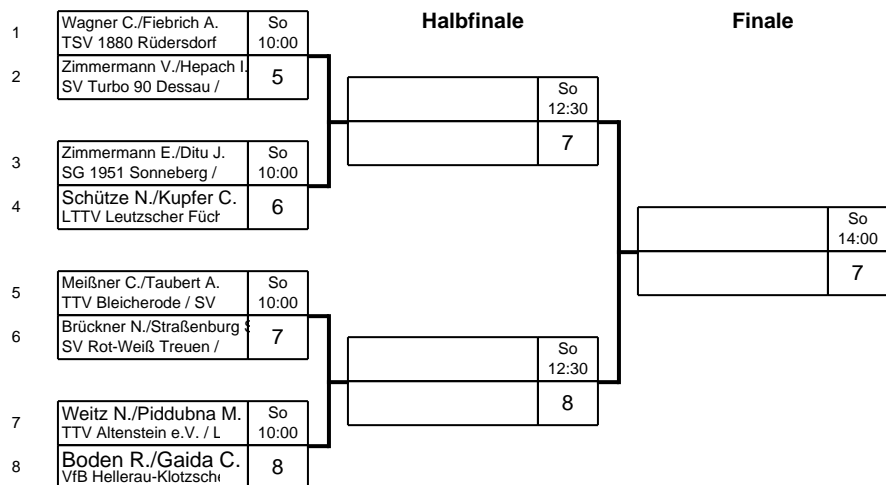 Halbfinale
Finale
1
Wagner C./Fiebrich A.
So
TSV 1880 Rüdersdorf
10:00
2
Zimmermann V./Hepach I.
5
SV Turbo 90 Dessau /
So
12:30
7
3
Zimmermann E./Ditu J.
So
SG 1951 Sonneberg /
10:00
4
Schütze N./Kupfer C.
6
LTTV Leutzscher Füch
So
14:00
7
5
Meißner C./Taubert A.
So
TTV Bleicherode / SV
10:00
6
Brückner N./Straßenburg S
7
SV Rot-Weiß Treuen /
So
12:30
8
7
Weitz N./Piddubna M.
So
TTV Altenstein e.V. / L
10:00
8
Boden R./Gaida C.
8
VfB Hellerau-Klotzsche